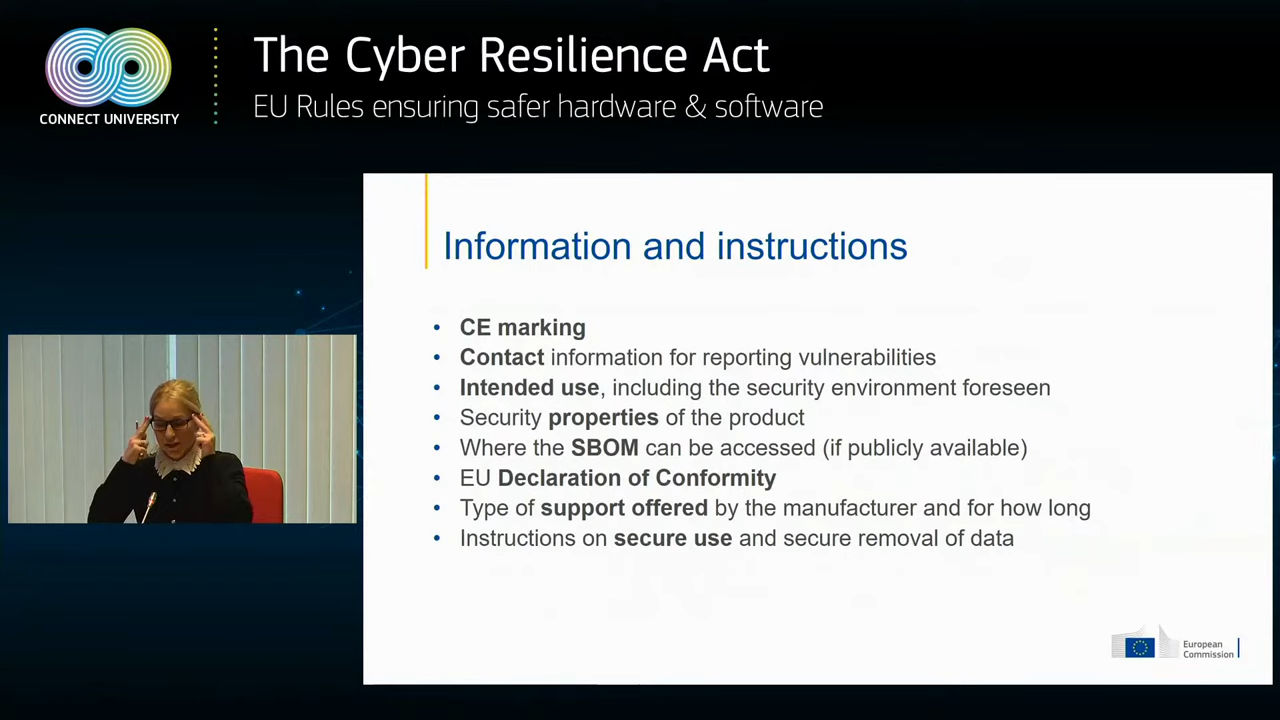 The Cyber Resilience Act
EU Rules ensuring safer hardware & software
CONNECT UNIVERSITY
Information and instructions
• CE marking
• Contact information for reporting vulnerabilities
• Intended use, including the security environment foreseen
• Security properties of the product
• Where the SBOM can be accessed (if publicly available)
• EU Declaration of Conformity
• Type of support offered by the manufacturer and for how long
• Instructions on secure use and secure removal of data
European
Commission